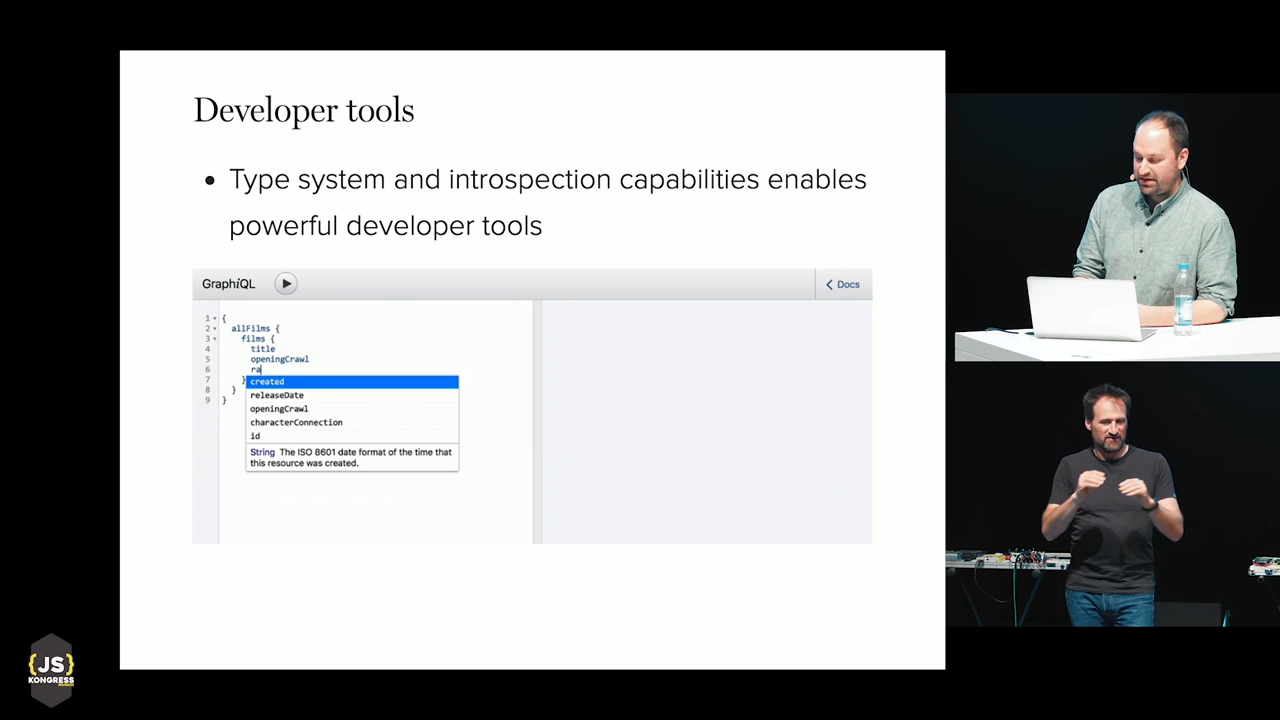 Developer tools
• Type system and introspection capabilities enables
powerful developer tools
GraphiQL
Docs
1 {
2 allFilms {
3 films {
4 title
5 openingCrawl
6 ra
7 }
8 }
9 }
created
releaseDate
openingCrawl
characterConnection
id
String The ISO 8601 date format of the time that
this resource was created.
{JS}
KONGRESS